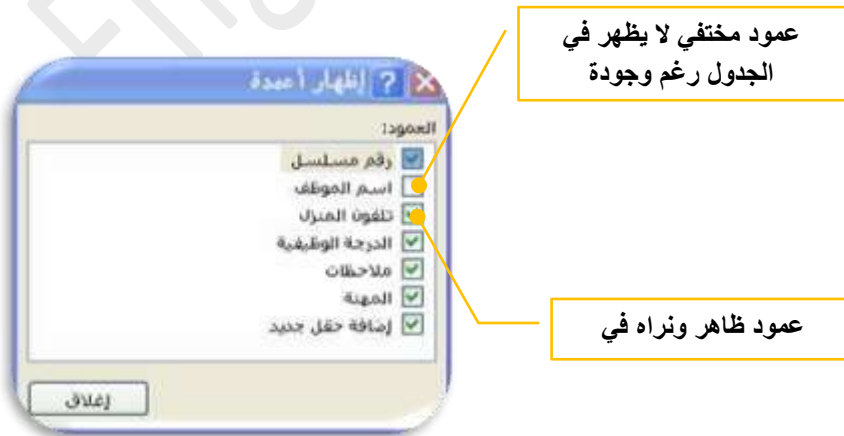 عمود مختفي لا يظهر في
الجدول رغم وجودة
إظهار أعمدة
العمود:
رقم مسلسل
اسم الموظف
تلفون المنزل
الدرجة الوظيفية
ملاحظات
المهنة
إضافة حقل جديد
عمود ظاهر ونراه في
إغلاق